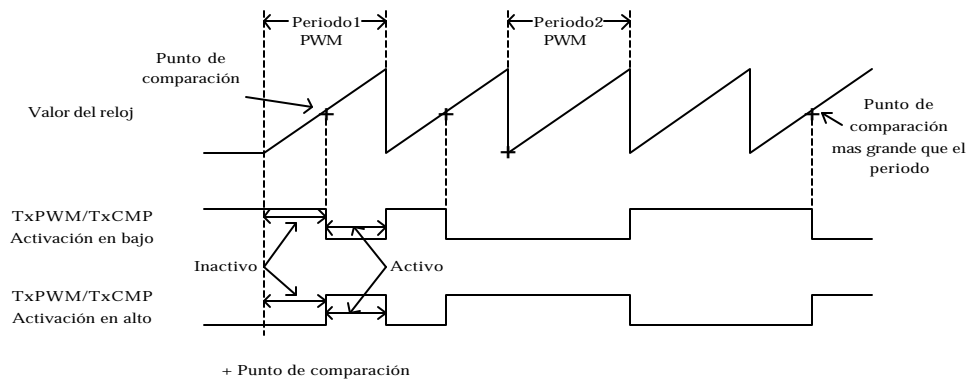 Periodo1
PWM
Periodo2
PWM
Punto de
comparación
Valor del reloj
Punto de
comparación
mas grande que el
periodo
TxPWM/TxCMP
Activación en bajo
Inactivo
Activo
TxPWM/TxCMP
Activación en alto
+ Punto de comparación